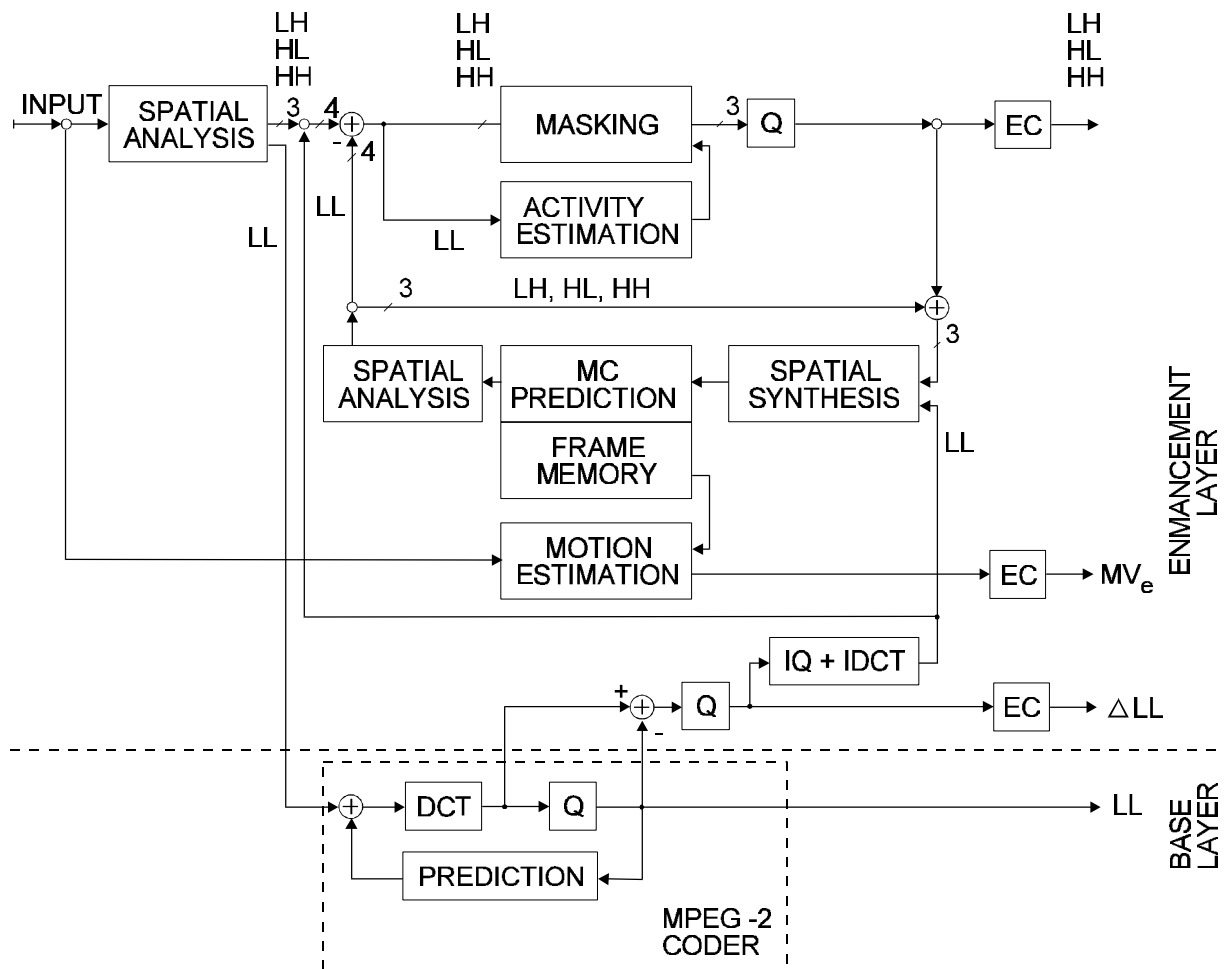 LH
HL
HH
LH
HL
HH
LH
HL
HH
INPUT
SPATIAL
ANALYSIS
3
4
+
-
4
MASKING
3
Q
EC
LL
LL
LL
ACTIVITY
ESTIMATION
3
LH, HL, HH
+
3
SPATIAL
ANALYSIS
MC
PREDICTION
SPATIAL
SYNTHESIS
FRAME
MEMORY
LL
ENMANCEMENT
LAYER
MOTION
ESTIMATION
EC
MVe
IQ + IDCT
+
+
-
Q
EC
△LL
+
DCT
Q
LL
PREDICTION
BASE
LAYER
MPEG -2
CODER